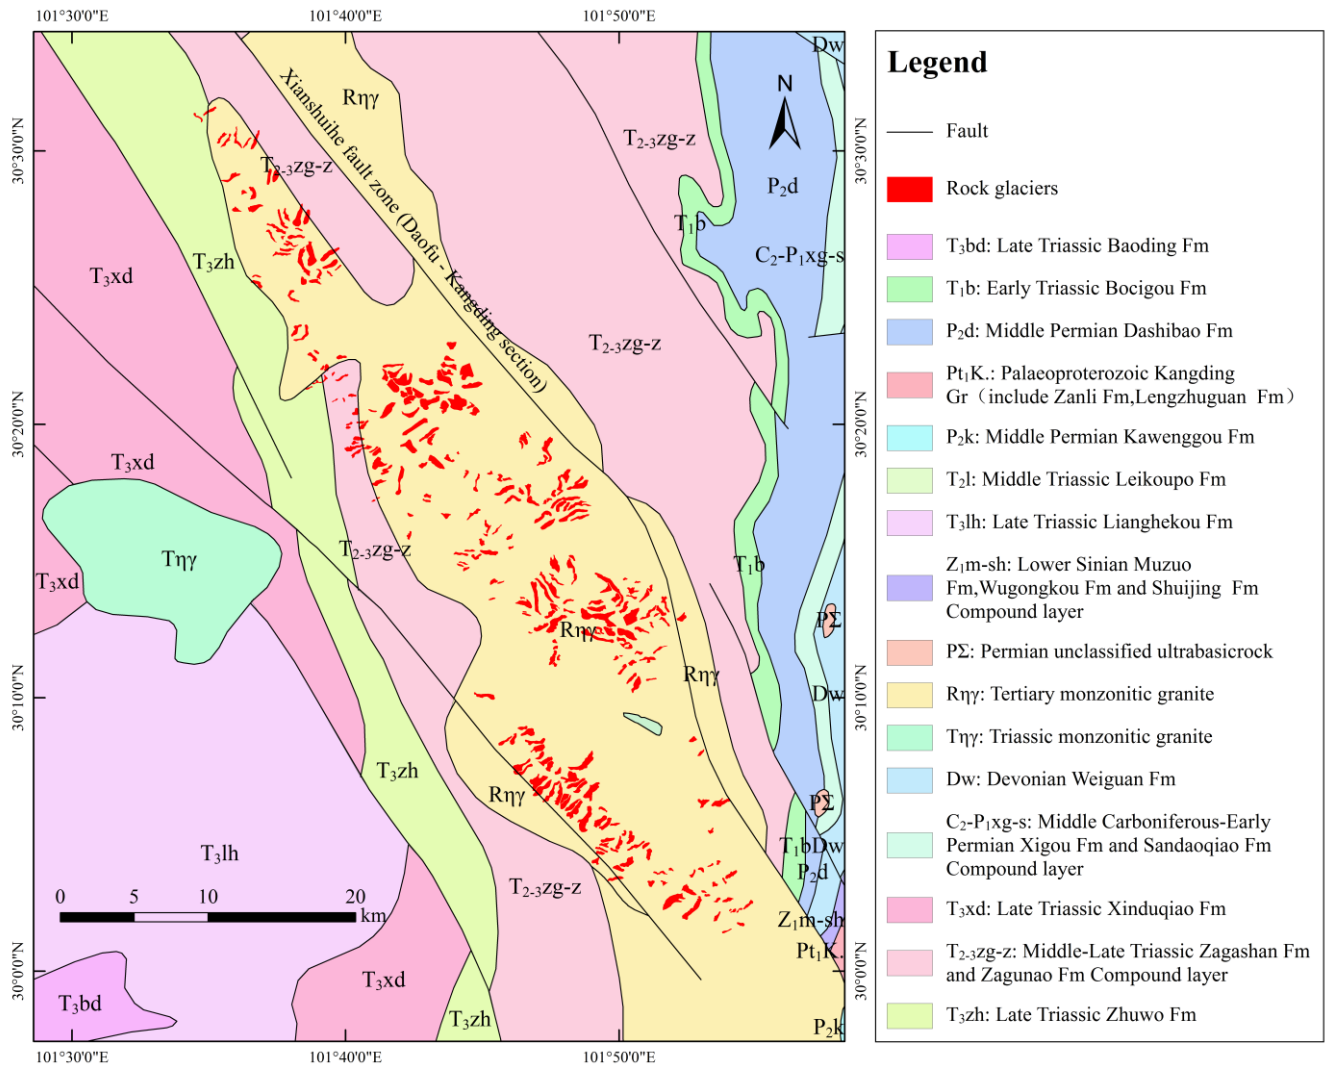 101°30'0"E
101°40'0"E
101°50'0"E
30°30'0"N
30°20'0"N
30°10'0"N
30°0'0"N
30°30'0"N
30°20'0"N
30°10'0"N
30°0'0"N
101°30'0"E
101°40'0"E
101°50'0"E
Dw
N
Rηγ
Xianshuihe fault zone (Daofu - Kangding section)
T₂₋₃zg-z
T₂₋₃zg-z
P₂d
T₁b
C₂-P₁xg-s
T₃xd
T₃zh
T₂₋₃zg-z
T₃xd
T₂₋₃zg-z
Tηγ
T₁b
T₃xd
PΣ
Rηγ
Rηγ
Dw
T₃zh
Rηγ
PΣ
T₃lh
T₁b
Dw
P₂d
T₂₋₃zg-z
0 5 10 20
km
Z₁m-sh
Pt₁K.
T₃xd
T₃bd
T₃zh
P₂k
Legend
Fault
Rock glaciers
T₃bd: Late Triassic Baoding Fm
T₁b: Early Triassic Bocigou Fm
P₂d: Middle Permian Dashibao Fm
Pt₁K.: Palaeoproterozoic Kangding
Gr（include Zanli Fm,Lengzhuguan Fm）
P₂k: Middle Permian Kawenggou Fm
T₂l: Middle Triassic Leikoupo Fm
T₃lh: Late Triassic Lianghekou Fm
Z₁m-sh: Lower Sinian Muzuo
Fm,Wugongkou Fm and Shuijing Fm
Compound layer
PΣ: Permian unclassified ultrabasicrock
Rηγ: Tertiary monzonitic granite
Tηγ: Triassic monzonitic granite
Dw: Devonian Weiguan Fm
C₂-P₁xg-s: Middle Carboniferous-Early
Permian Xigou Fm and Sandaoqiao Fm
Compound layer
T₃xd: Late Triassic Xinduqiao Fm
T₂₋₃zg-z: Middle-Late Triassic Zagashan Fm
and Zagunao Fm Compound layer
T₃zh: Late Triassic Zhuwo Fm